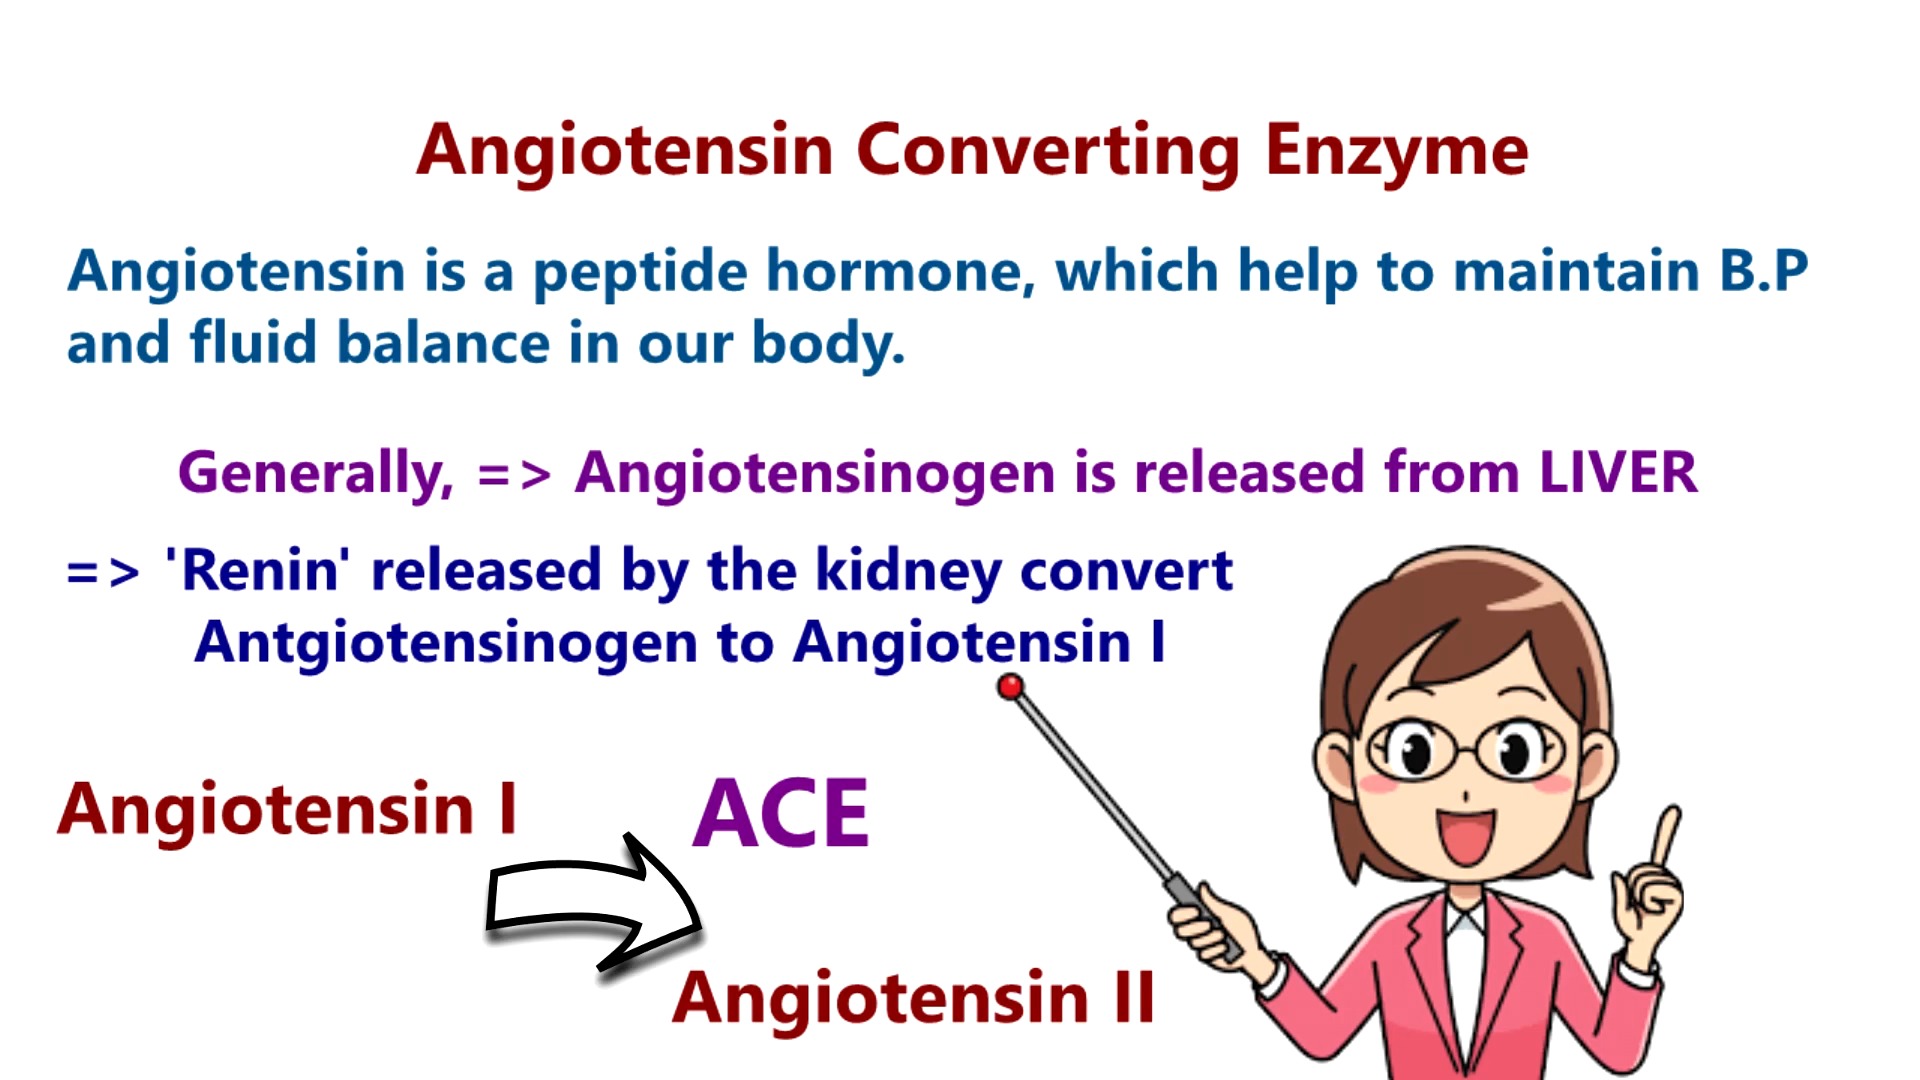 Angiotensin Converting Enzyme
Angiotensin is a peptide hormone, which help to maintain B.P
and fluid balance in our body.
Generally, => Angiotensinogen is released from LIVER
=> 'Renin' released by the kidney convert
Antgiotensinogen to Angiotensin I
Angiotensin I
ACE
Angiotensin II